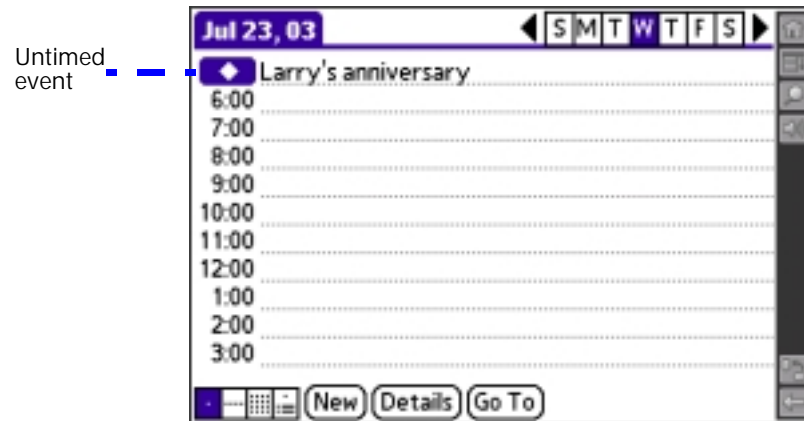 Jul 23, 03 S M T W T F S
Untimed
event
Larry's anniversary
6:00
7:00
8:00
9:00
10:00
11:00
12:00
1:00
2:00
3:00
New Details Go To